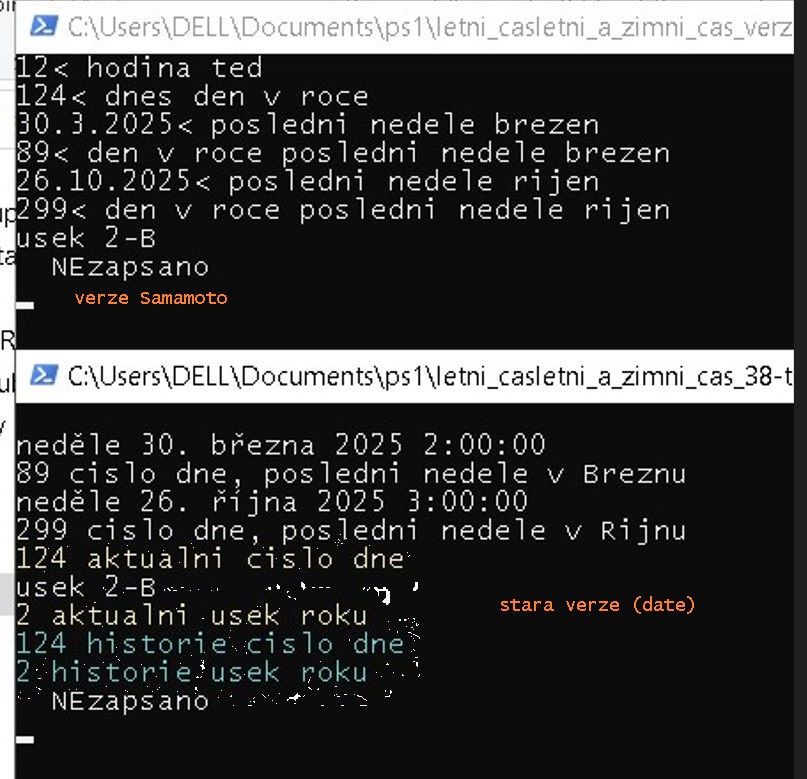 C:\Users\DELL\Documents\ps1\letni_casletni_a_zimni_cas_verz
12< hodina ted
124< dnes den v roce
30.3.2025< posledni nedele brezen
89< den v roce posledni nedele brezen
26.10.2025< posledni nedele rijen
299< den v roce posledni nedele rijen
usek 2-B
NEzapsano
verze Samamoto
C:\Users\DELL\Documents\ps1\letni_casletni_a_zimni_cas_38-t
neděle 30. března 2025 2:00:00
89 cislo dne, posledni nedele v Breznu
neděle 26. října 2025 3:00:00
299 cislo dne, posledni nedele v Rijnu
124 aktualni cislo dne
usek 2-B
2 aktualni usek roku
stara verze (date)
124 historie cislo dne
2 historie usek roku
NEzapsano